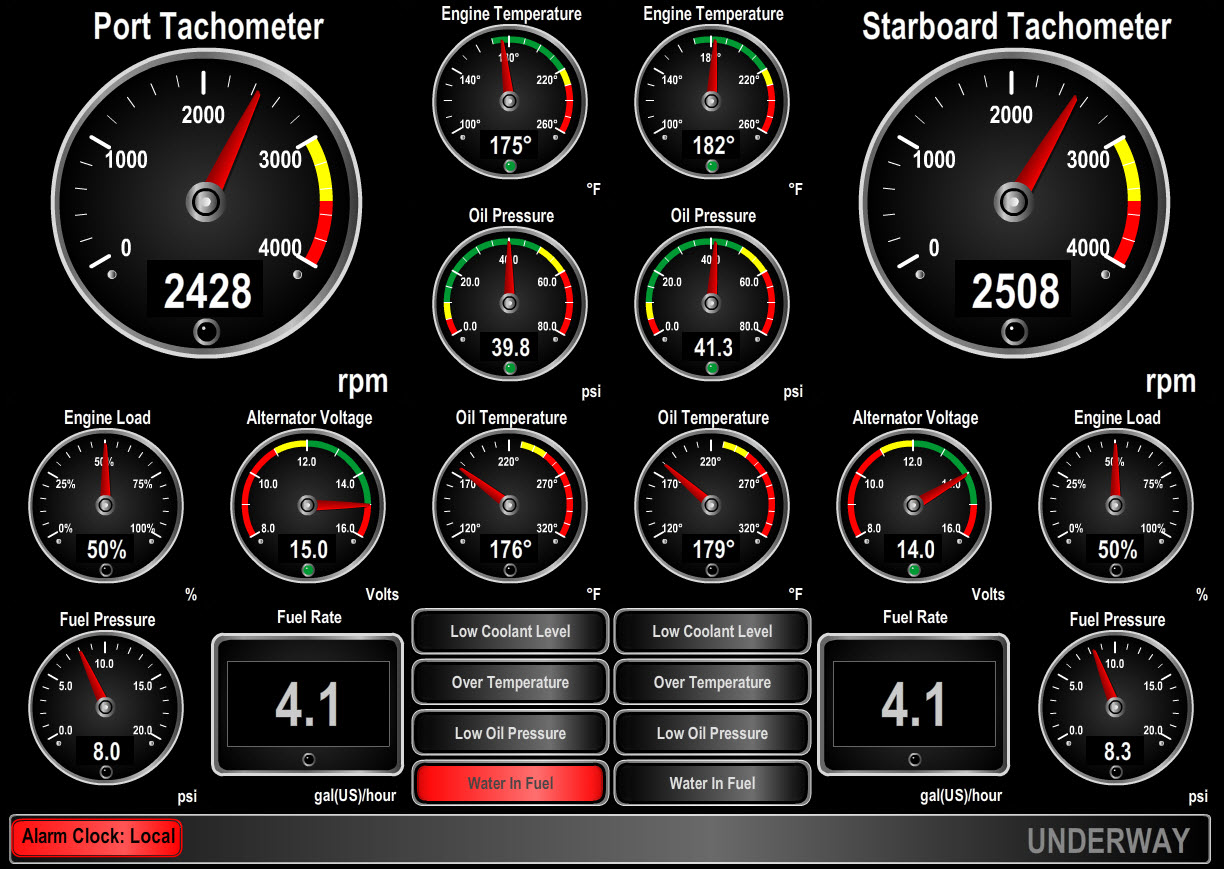 Port Tachometer
0
1000
2000
3000
4000
2428
rpm
Engine Temperature
100°
140°
180°
220°
260°
175°
°F
Engine Temperature
100°
140°
220°
260°
182°
°F
Starboard Tachometer
0
1000
2000
3000
4000
2508
rpm
Oil Pressure
0.0
20.0
60.0
80.0
39.8
psi
Oil Pressure
0.0
20.0
60.0
80.0
41.3
psi
Engine Load
0%
25%
50%
75%
100%
50%
%
Alternator Voltage
8.0
10.0
12.0
14.0
16.0
15.0
Volts
Oil Temperature
120°
170°
220°
270°
320°
176°
°F
Oil Temperature
120°
170°
220°
270°
320°
179°
°F
Alternator Voltage
8.0
10.0
12.0
16.0
14.0
Volts
Engine Load
0%
25%
50%
75%
100%
50%
%
Fuel Pressure
0.0
5.0
10.0
15.0
20.0
8.0
psi
Fuel Rate
4.1
gal(US)/hour
Low Coolant Level
Over Temperature
Low Oil Pressure
Water In Fuel
Low Coolant Level
Over Temperature
Low Oil Pressure
Water In Fuel
Fuel Rate
4.1
gal(US)/hour
Fuel Pressure
0.0
5.0
10.0
15.0
20.0
8.3
psi
Alarm Clock: Local
UNDERWAY